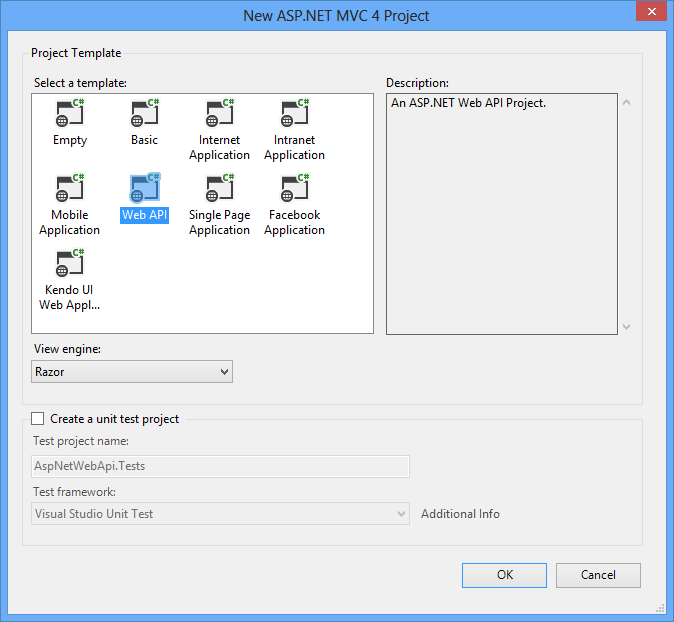 New ASP.NET MVC 4 Project
Project Template
Select a template:
Description:
An ASP.NET Web API Project.
C# C# C# C#
Empty Basic Internet Application Intranet Application
C# C# C# C#
Mobile Application Web API Single Page Application Facebook Application
C#
Kendo UI
Web Appl...
View engine:
Razor
Create a unit test project
Test project name:
AspNetWebApi.Tests
Test framework:
Visual Studio Unit Test
Additional Info
OK
Cancel